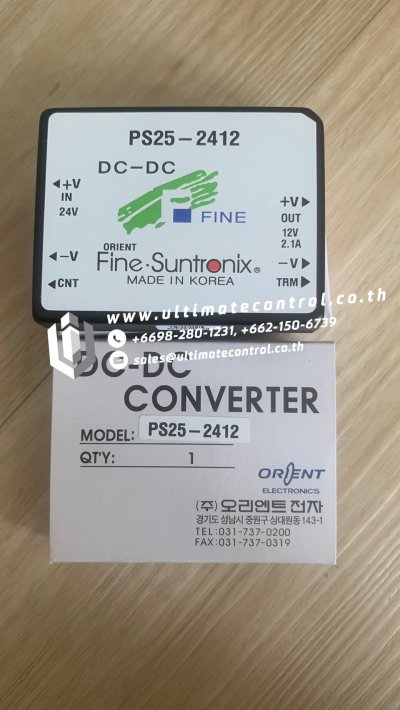 PS25-2412
DC-DC
+V
IN
24V
FINE
+V
OUT
12V
2.1A
-V
CNT
ORIENT
Fine·Suntronix®
MADE IN KOREA
-V
TRM
www.ultimatecontrol.co.th
+6698-280-1231, +662-150-6739
sales@ultimatecontrol.co.th
DC-DC
CONVERTER
MODEL: PS25-2412
QT'Y: 1
ORIENT
ELECTRONICS
(주) 오리엔트 전자
경기도 성남시 중원구 상대원동 143-1
TEL:031-737-0200
FAX:031-737-0319